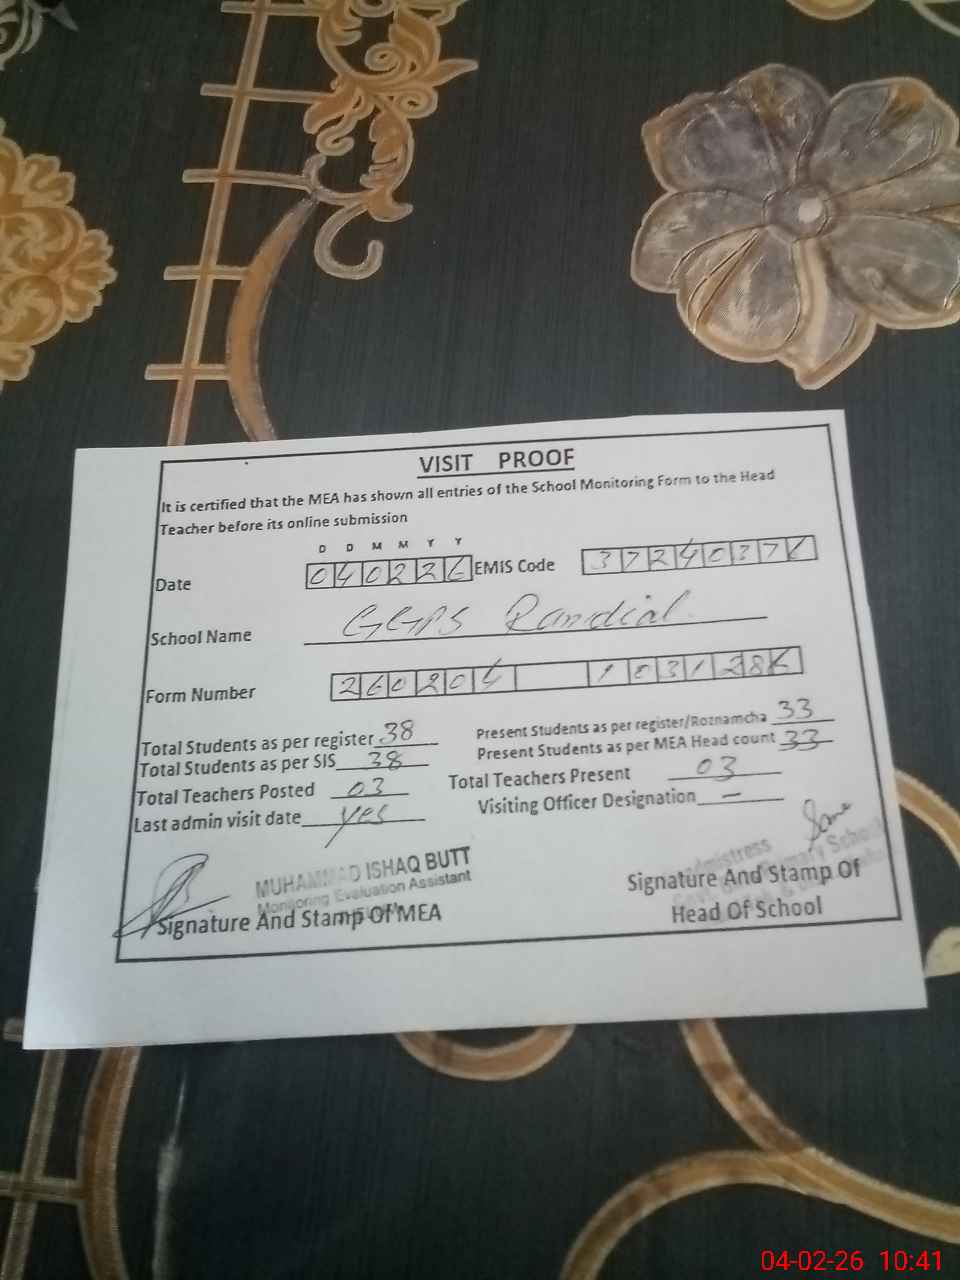 VISIT PROOF
It is certified that the MEA has shown all entries of the School Monitoring Form to the Head
Teacher before its online submission
D D M M Y Y
Date 040226 EMIS Code 3724037
School Name GGPS Randial
Form Number 260204 103128
Total Students as per register 38 Present Students as per register/Roznamcha 33
Total Students as per SIS 38 Present Students as per MEA Head count 33
Total Teachers Posted 03 Total Teachers Present 03
Last admin visit date yes Visiting Officer Designation —
MUHAMMAD ISHAQ BUTT
Monitoring Evaluation Assistant
Signature And Stamp Of MEA
Primary School
Signature And Stamp Of
Head Of School
04-02-26 10:41